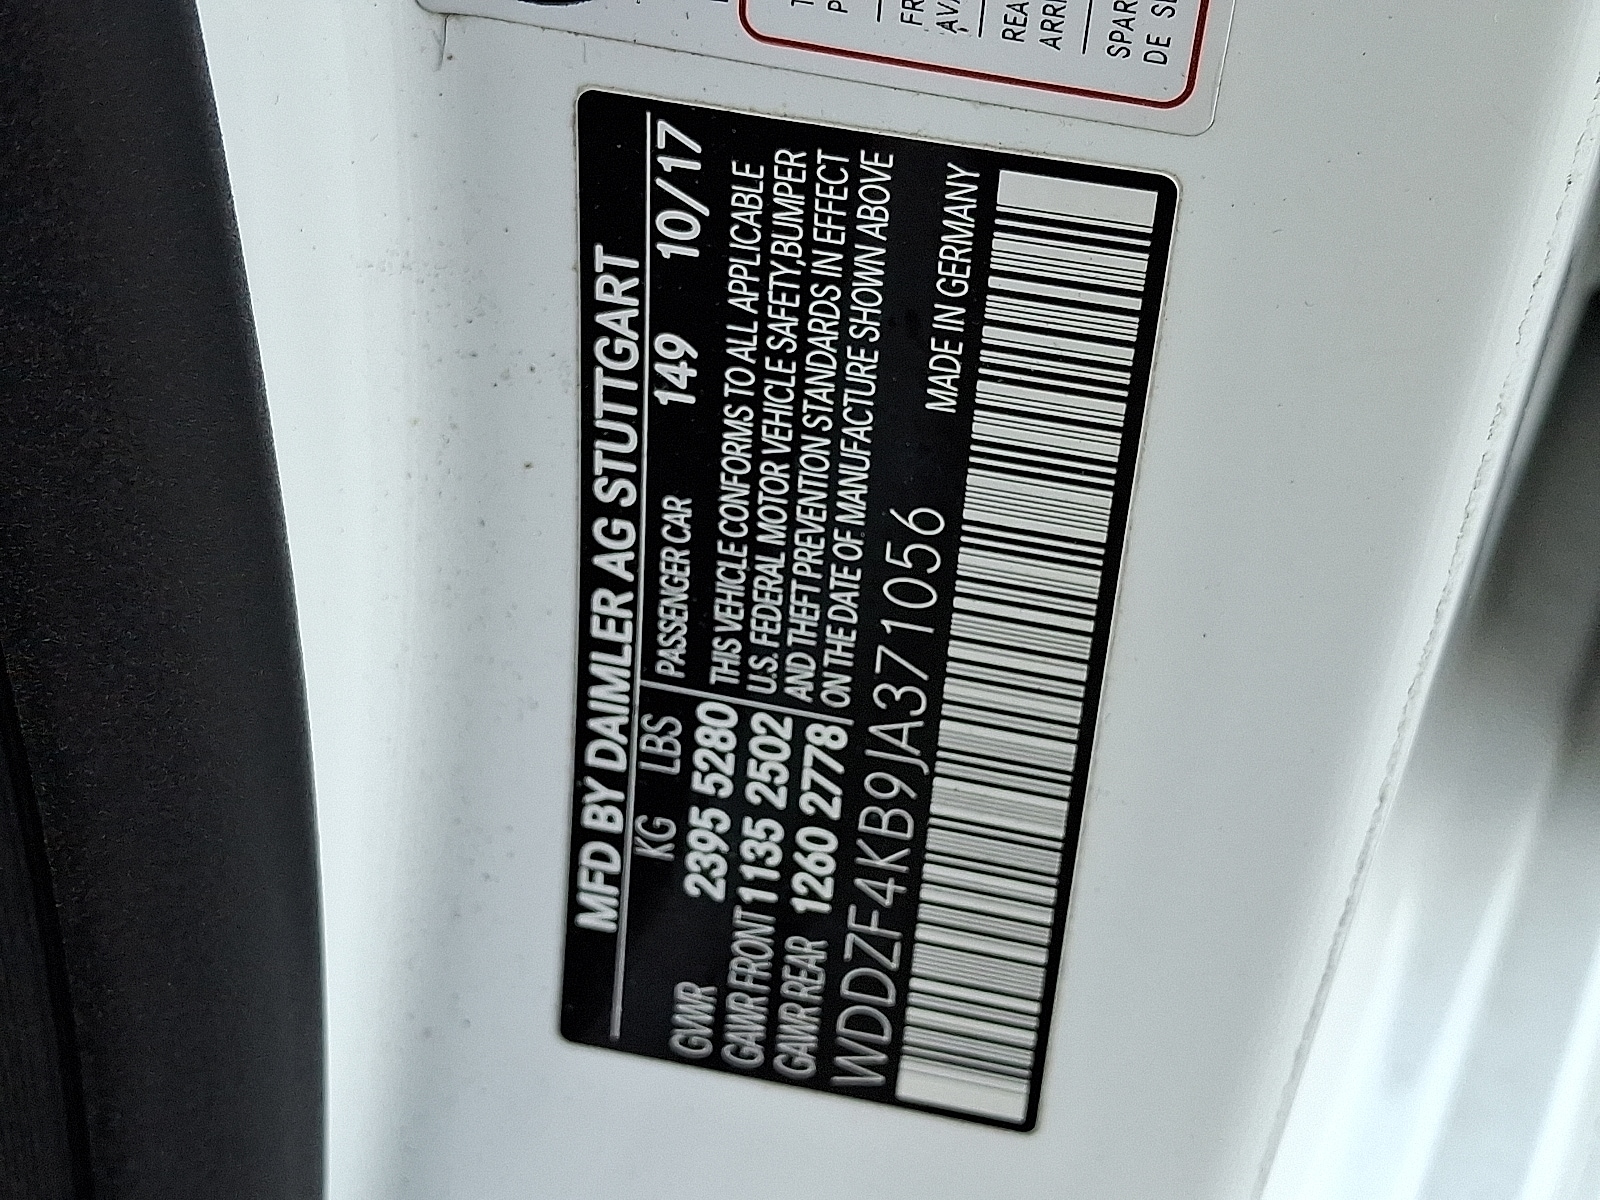 MFD BY DAIMLER AG STUTTGART
KG LBS PASSENGER CAR 149 10/17
GVWR 2395 5280 THIS VEHICLE CONFORMS TO ALL APPLICABLE
GAWR FRONT 1135 2502 U.S. FEDERAL MOTOR VEHICLE SAFETY,BUMPER
GAWR REAR 1260 2778 AND THEFT PREVENTION STANDARDS IN EFFECT
ON THE DATE OF MANUFACTURE SHOWN ABOVE
WDDZF4KB9JA371056 MADE IN GERMANY